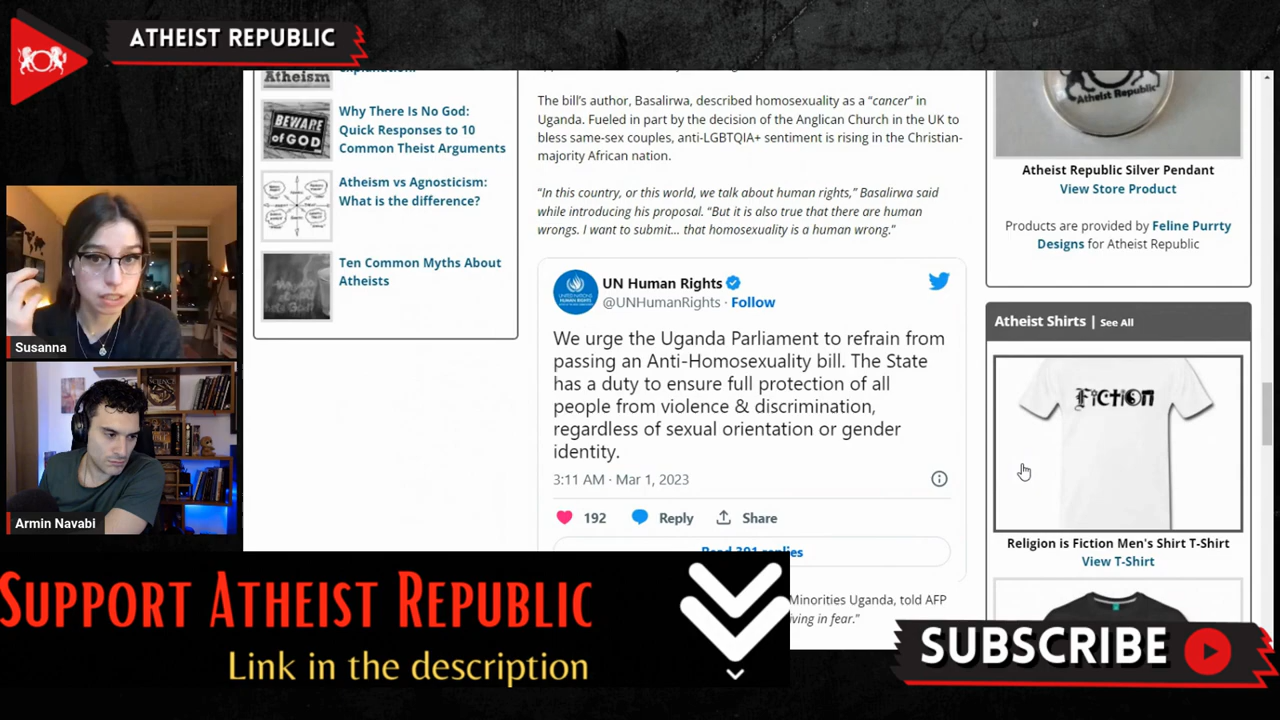 ATHEIST REPUBLIC
Atheism
Why There Is No God:
Quick Responses to 10
Common Theist Arguments
BEWARE
of GOD
Atheism vs Agnosticism:
What is the difference?
Ten Common Myths About
Atheists
Susanna
Armin Navabi
The bill's author, Basalirwa, described homosexuality as a “cancer” in
Uganda. Fueled in part by the decision of the Anglican Church in the UK to
bless same-sex couples, anti-LGBTQIA+ sentiment is rising in the Christian-
majority African nation.
“In this country, or this world, we talk about human rights,” Basalirwa said
while introducing his proposal. “But it is also true that there are human
wrongs. I want to submit... that homosexuality is a human wrong.”
UN Human Rights
@UNHumanRights · Follow
We urge the Uganda Parliament to refrain from
passing an Anti-Homosexuality bill. The State
has a duty to ensure full protection of all
people from violence & discrimination,
regardless of sexual orientation or gender
identity.
3:11 AM · Mar 1, 2023
192 Reply Share
Read 391 replies
Minorities Uganda, told AFP
living in fear.”
Atheist Republic
Atheist Republic Silver Pendant
View Store Product
Products are provided by Feline Purrty
Designs for Atheist Republic
Atheist Shirts | See All
FiCtiOn
Religion is Fiction Men's Shirt T-Shirt
View T-Shirt
SUPPORT ATHEIST REPUBLIC
Link in the description
SUBSCRIBE